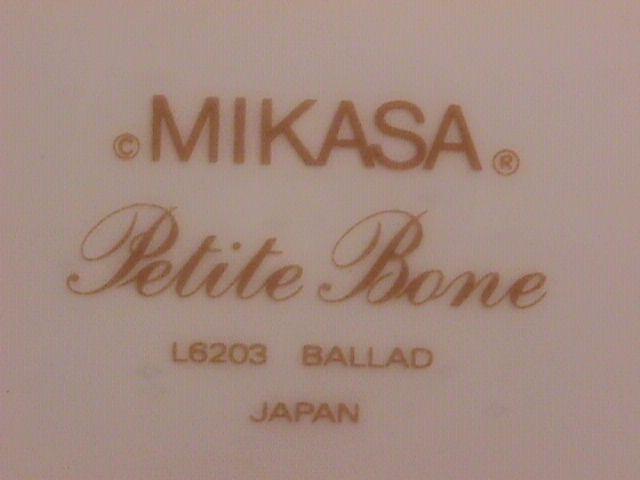 © MIKASA ®
Petite Bone
L6203 BALLAD
JAPAN